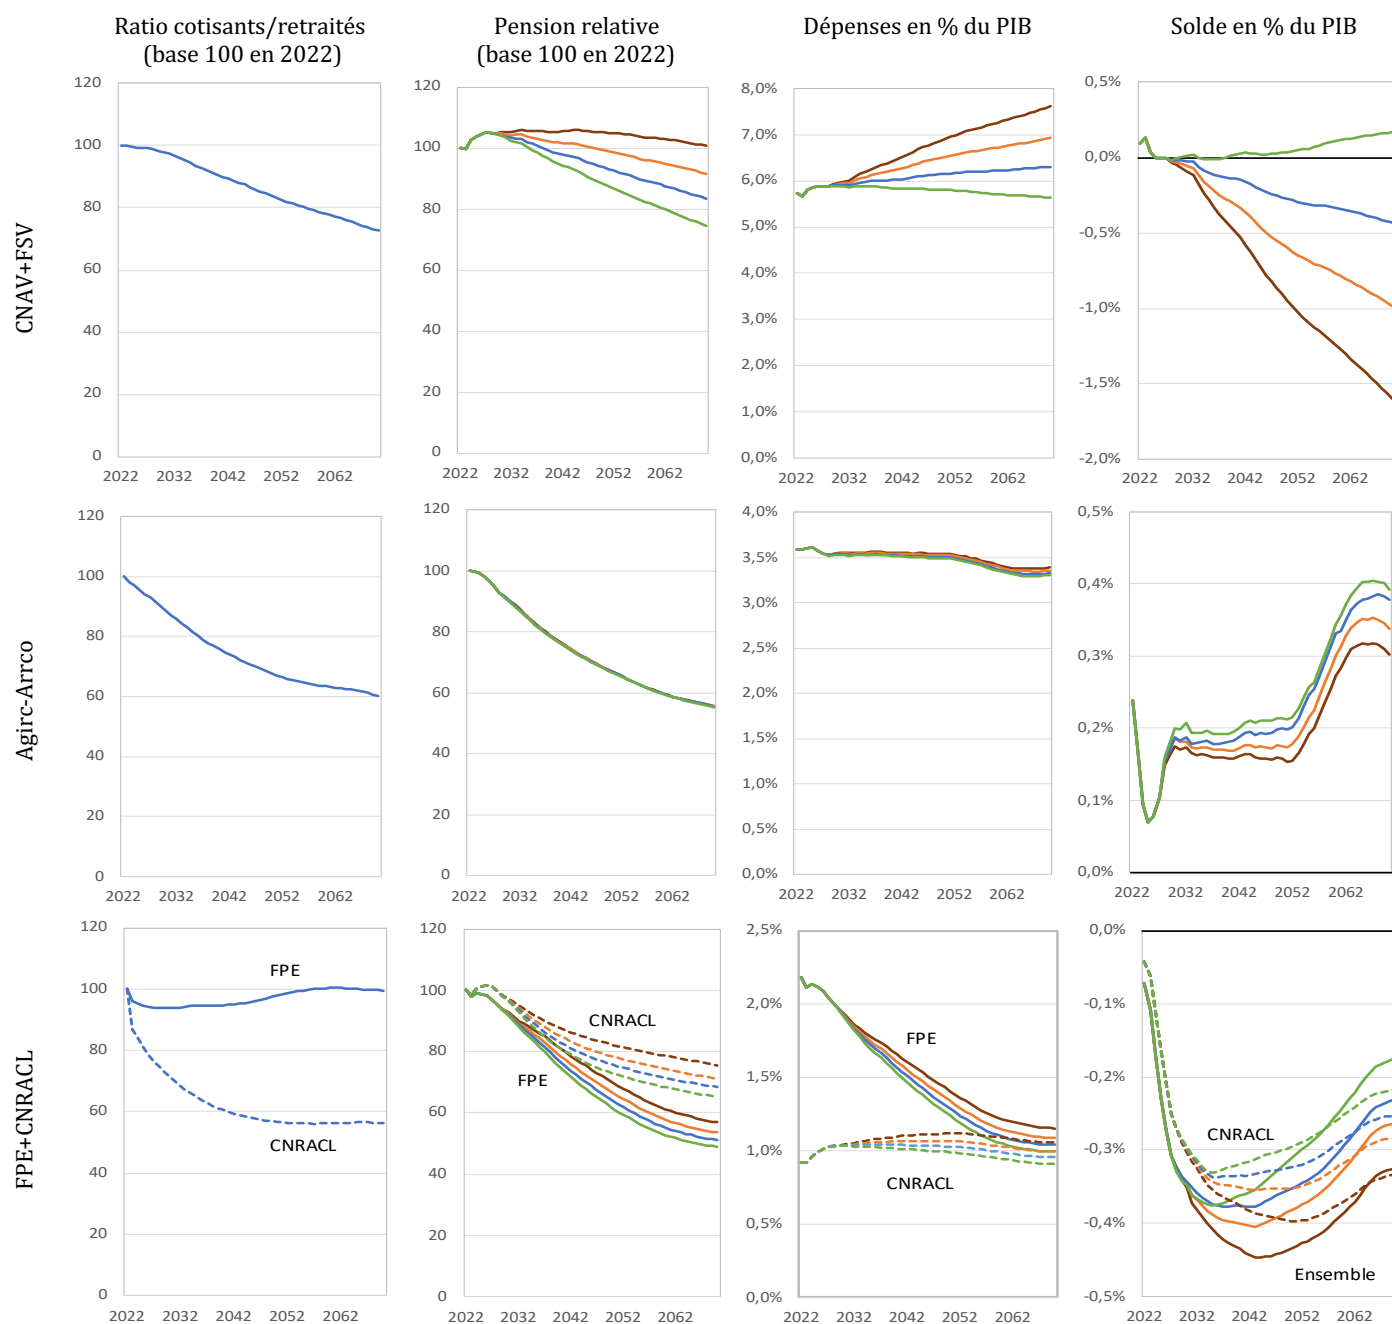 Ratio cotisants/retraités
(base 100 en 2022)
Pension relative
(base 100 en 2022)
Dépenses en % du PIB
Solde en % du PIB
CNAV+FSV
120
100
80
60
40
20
0
2022 2032 2042 2052 2062
120
100
80
60
40
20
0
2022 2032 2042 2052 2062
8,0%
7,0%
6,0%
5,0%
4,0%
3,0%
2,0%
1,0%
0,0%
2022 2032 2042 2052 2062
0,5%
0,0%
-0,5%
-1,0%
-1,5%
-2,0%
2022 2032 2042 2052 2062
Agirc-Arrco
120
100
80
60
40
20
0
2022 2032 2042 2052 2062
120
100
80
60
40
20
0
2022 2032 2042 2052 2062
4,0%
3,5%
3,0%
2,5%
2,0%
1,5%
1,0%
0,5%
0,0%
2022 2032 2042 2052 2062
0,5%
0,4%
0,3%
0,2%
0,1%
0,0%
2022 2032 2042 2052 2062
FPE+CNRACL
120
100
80
60
40
20
0
FPE
CNRACL
2022 2032 2042 2052 2062
120
100
80
60
40
20
0
CNRACL
FPE
2022 2032 2042 2052 2062
2,5%
2,0%
1,5%
1,0%
0,5%
0,0%
FPE
CNRACL
2022 2032 2042 2052 2062
0,0%
-0,1%
-0,2%
-0,3%
-0,4%
-0,5%
CNRACL
Ensemble
2022 2032 2042 2052 2062